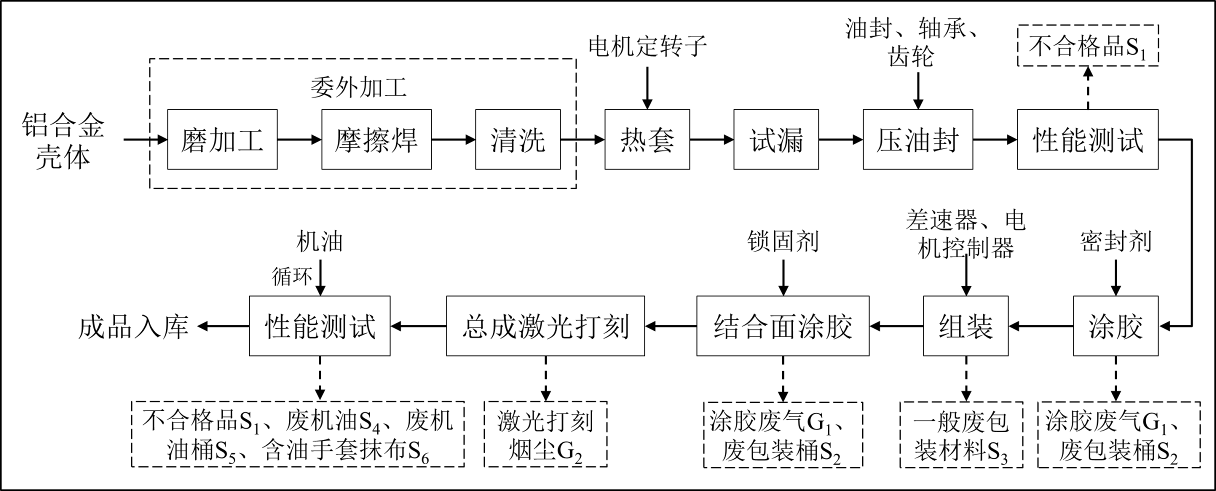 铝合金
壳体
委外加工
磨加工
摩擦焊
清洗
电机定转子
热套
试漏
油封、轴承、
齿轮
压油封
不合格品S₁
性能测试
密封剂
涂胶
涂胶废气G₁、
废包装桶S₂
差速器、电
机控制器
组装
一般废包
装材料S₃
锁固剂
结合面涂胶
涂胶废气G₁、
废包装桶S₂
总成激光打刻
激光打刻
烟尘G₂
机油
循环
性能测试
不合格品S₁、废机油S₄、废机
油桶S₅、含油手套抹布S₆
成品入库